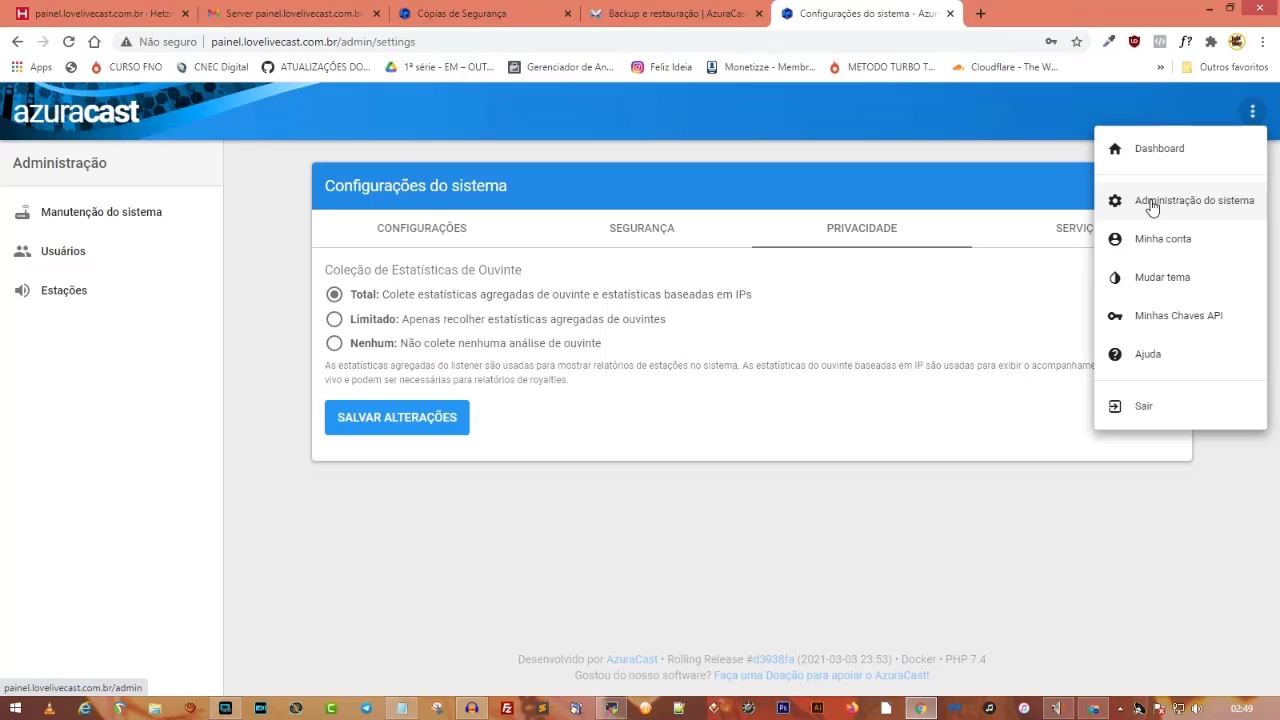 painel.lovelivecast.com.br · Hetz
Server painel.lovelivecast.com.br
Cópias de Segurança
Backup e restauração | AzuraCas
Configurações do sistema - Azur
Não seguro | painel.lovelivecast.com.br/admin/settings
Apps
CURSO FNO
CNEC Digital
ATUALIZAÇÕES DO...
1ª série - EM – OUT...
Gerenciador de An...
Feliz Ideia
Monetizze - Membr...
METODO TURBO T...
Cloudflare - The W...
»
Outros favoritos
azuracast
Dashboard
Administração do sistema
Minha conta
Mudar tema
Minhas Chaves API
Ajuda
Sair
Administração
Manutenção do sistema
Usuários
Estações
Configurações do sistema
CONFIGURAÇÕES
SEGURANÇA
PRIVACIDADE
SERVIÇ
Coleção de Estatísticas de Ouvinte
Total: Colete estatísticas agregadas de ouvinte e estatísticas baseadas em IPs
Limitado: Apenas recolher estatísticas agregadas de ouvintes
Nenhum: Não colete nenhuma análise de ouvinte
As estatísticas agregadas do listener são usadas para mostrar relatórios de estações no sistema. As estatísticas do ouvinte baseadas em IP são usadas para exibir o acompanhame
vivo e podem ser necessárias para relatórios de royalties.
SALVAR ALTERAÇÕES
Desenvolvido por AzuraCast • Rolling Release #d3938fa (2021-03-03 23:53) • Docker • PHP 7.4
Gostou do nosso software? Faça uma Doação para apoiar o AzuraCast!
painel.lovelivecast.com.br/admin
02:49